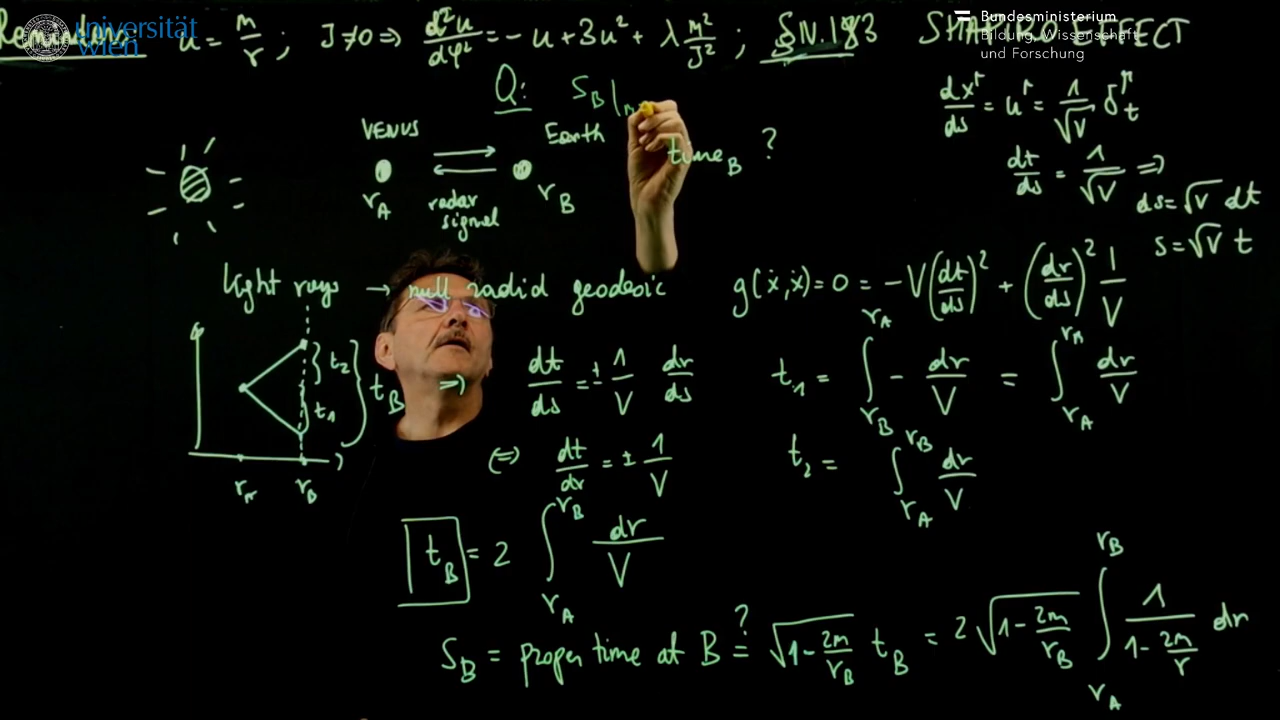 universität
wien
Bundesministerium
Bildung, Wissenschaft
und Forschung
Reminder: u = m/r ; J ≠ 0 ⇒ d²u/dφ² = -u + 3u² + λ m²/J² ; § IV.183 SHAPIRO EFFECT
Q: S_B|
VENUS
Earth
time_B ?
r_A
radar
signal
r_B
dx^μ/ds = u^μ = 1/√V δ^μ_t
dt/ds = 1/√V ⇒
ds = √V dt
s = √V t
light rays → null radial geodesic
g(ẋ,ẋ) = 0 = -V(dt/ds)² + (dr/ds)² 1/V
t_2
t_1
t_B
⇒ dt/ds = ± 1/V dr/ds
t_1 = ∫_{r_B}^{r_A} - dr/V = ∫_{r_A}^{r_A} dr/V
(⇒) dt/dr = ± 1/V
t_2 = ∫_{r_A}^{r_B} dr/V
r_B
t_B = 2 ∫_{r_A}^{r_B} dr/V
S_B = proper time at B =? √(1-2m/r_B) t_B = 2 √(1-2m/r_B) ∫_{r_A}^{r_B} 1/(1-2m/r) dr